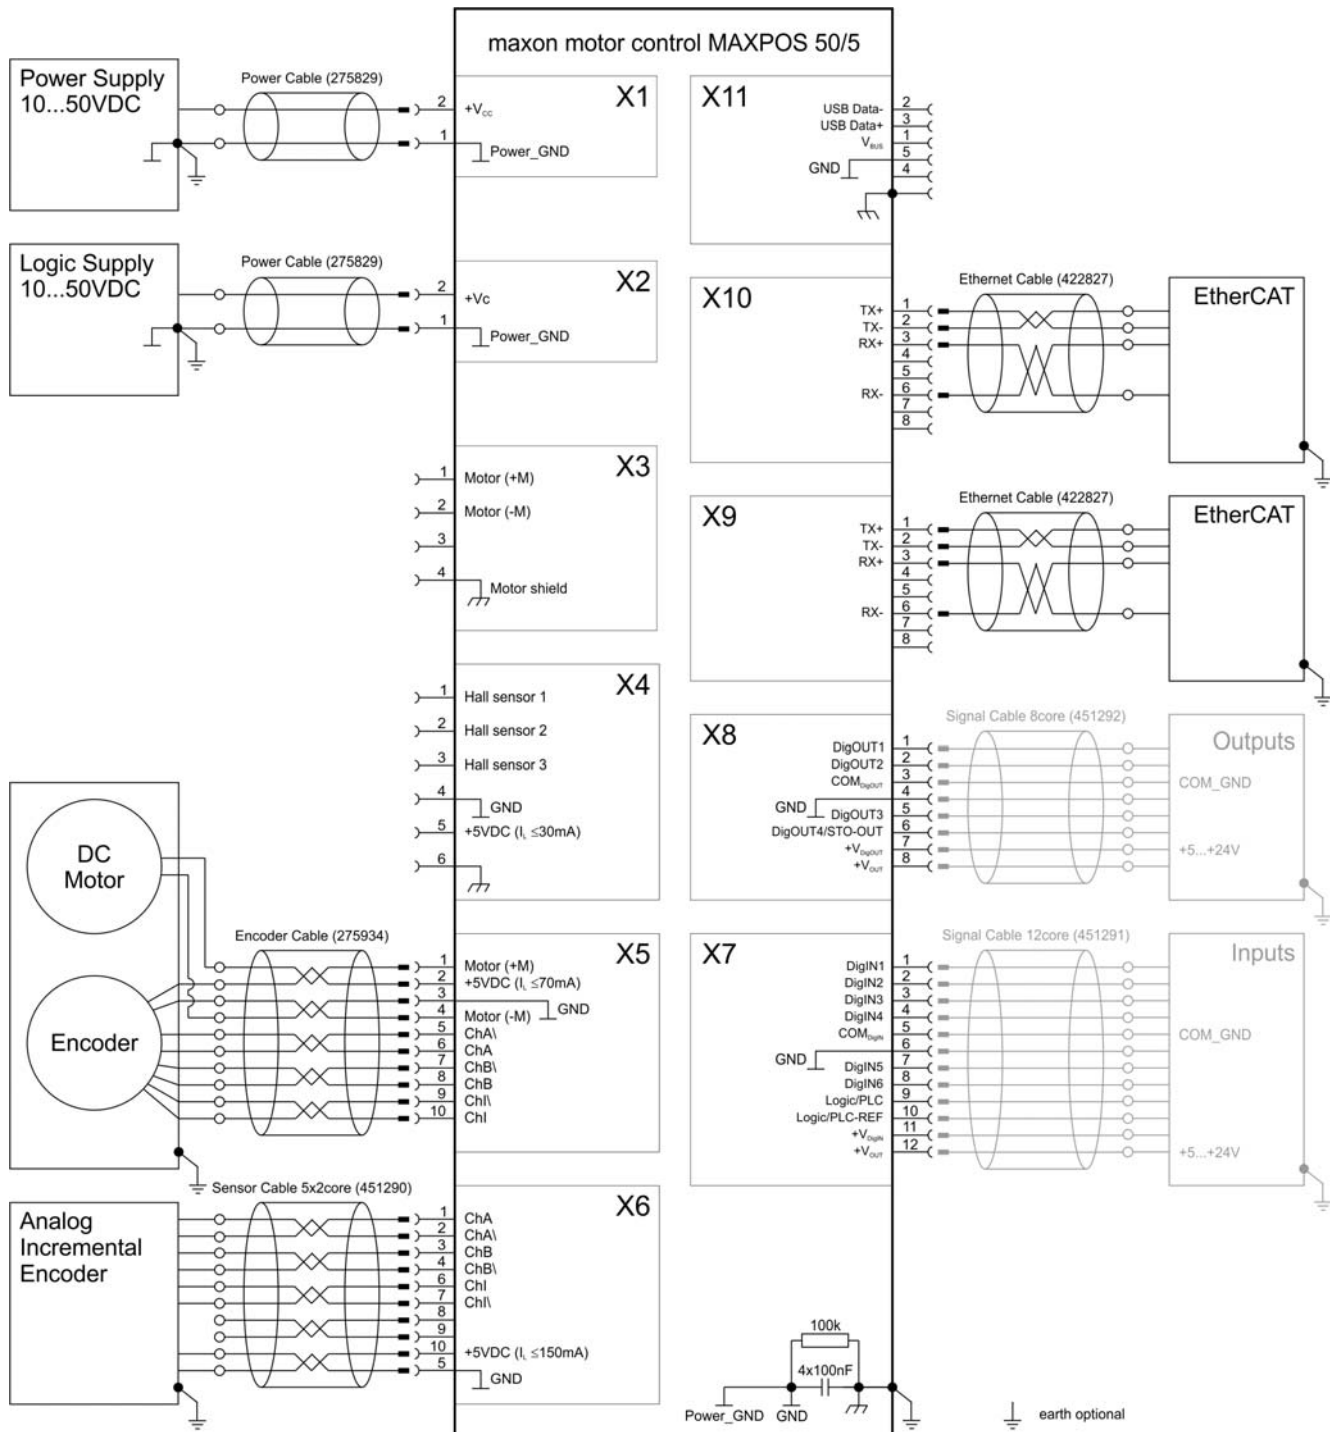 maxon motor control MAXPOS 50/5
Power Supply
10...50VDC
Power Cable (275829)
2
1
+Vcc
Power_GND
X1
Logic Supply
10...50VDC
Power Cable (275829)
2
1
+Vc
Power_GND
X2
X3
1 Motor (+M)
2 Motor (-M)
3
4 Motor shield
X4
1 Hall sensor 1
2 Hall sensor 2
3 Hall sensor 3
4 GND
5 +5VDC (IL ≤30mA)
6
DC
Motor
Encoder
Encoder Cable (275934)
X5
1 Motor (+M)
2 +5VDC (IL ≤70mA)
3 GND
4 Motor (-M)
5 ChA\
6 ChA
7 ChB\
8 ChB
9 ChI\
10 ChI
Analog
Incremental
Encoder
Sensor Cable 5x2core (451290)
X6
1 ChA
2 ChA\
3 ChB
4 ChB\
6 ChI
7 ChI\
8
9
10 +5VDC (IL ≤150mA)
5 GND
X11
USB Data- 2
USB Data+ 3
VBUS 1
GND 5
4
X10
TX+ 1
TX- 2
RX+ 3
4
5
RX- 6
7
8
Ethernet Cable (422827)
EtherCAT
X9
TX+ 1
TX- 2
RX+ 3
4
5
RX- 6
7
8
Ethernet Cable (422827)
EtherCAT
X8
DigOUT1 1
DigOUT2 2
COMDigOUT 3
GND 4
DigOUT3 5
DigOUT4/STO-OUT 6
+VDigOUT 7
+VOUT 8
Signal Cable 8core (451292)
Outputs
COM_GND
+5...+24V
X7
DigIN1 1
DigIN2 2
DigIN3 3
DigIN4 4
COMDigIN 5
GND 6
DigIN5 7
DigIN6 8
Logic/PLC 9
Logic/PLC-REF 10
+VDigIN 11
+VOUT 12
Signal Cable 12core (451291)
Inputs
COM_GND
+5...+24V
100k
4x100nF
Power_GND GND
earth optional